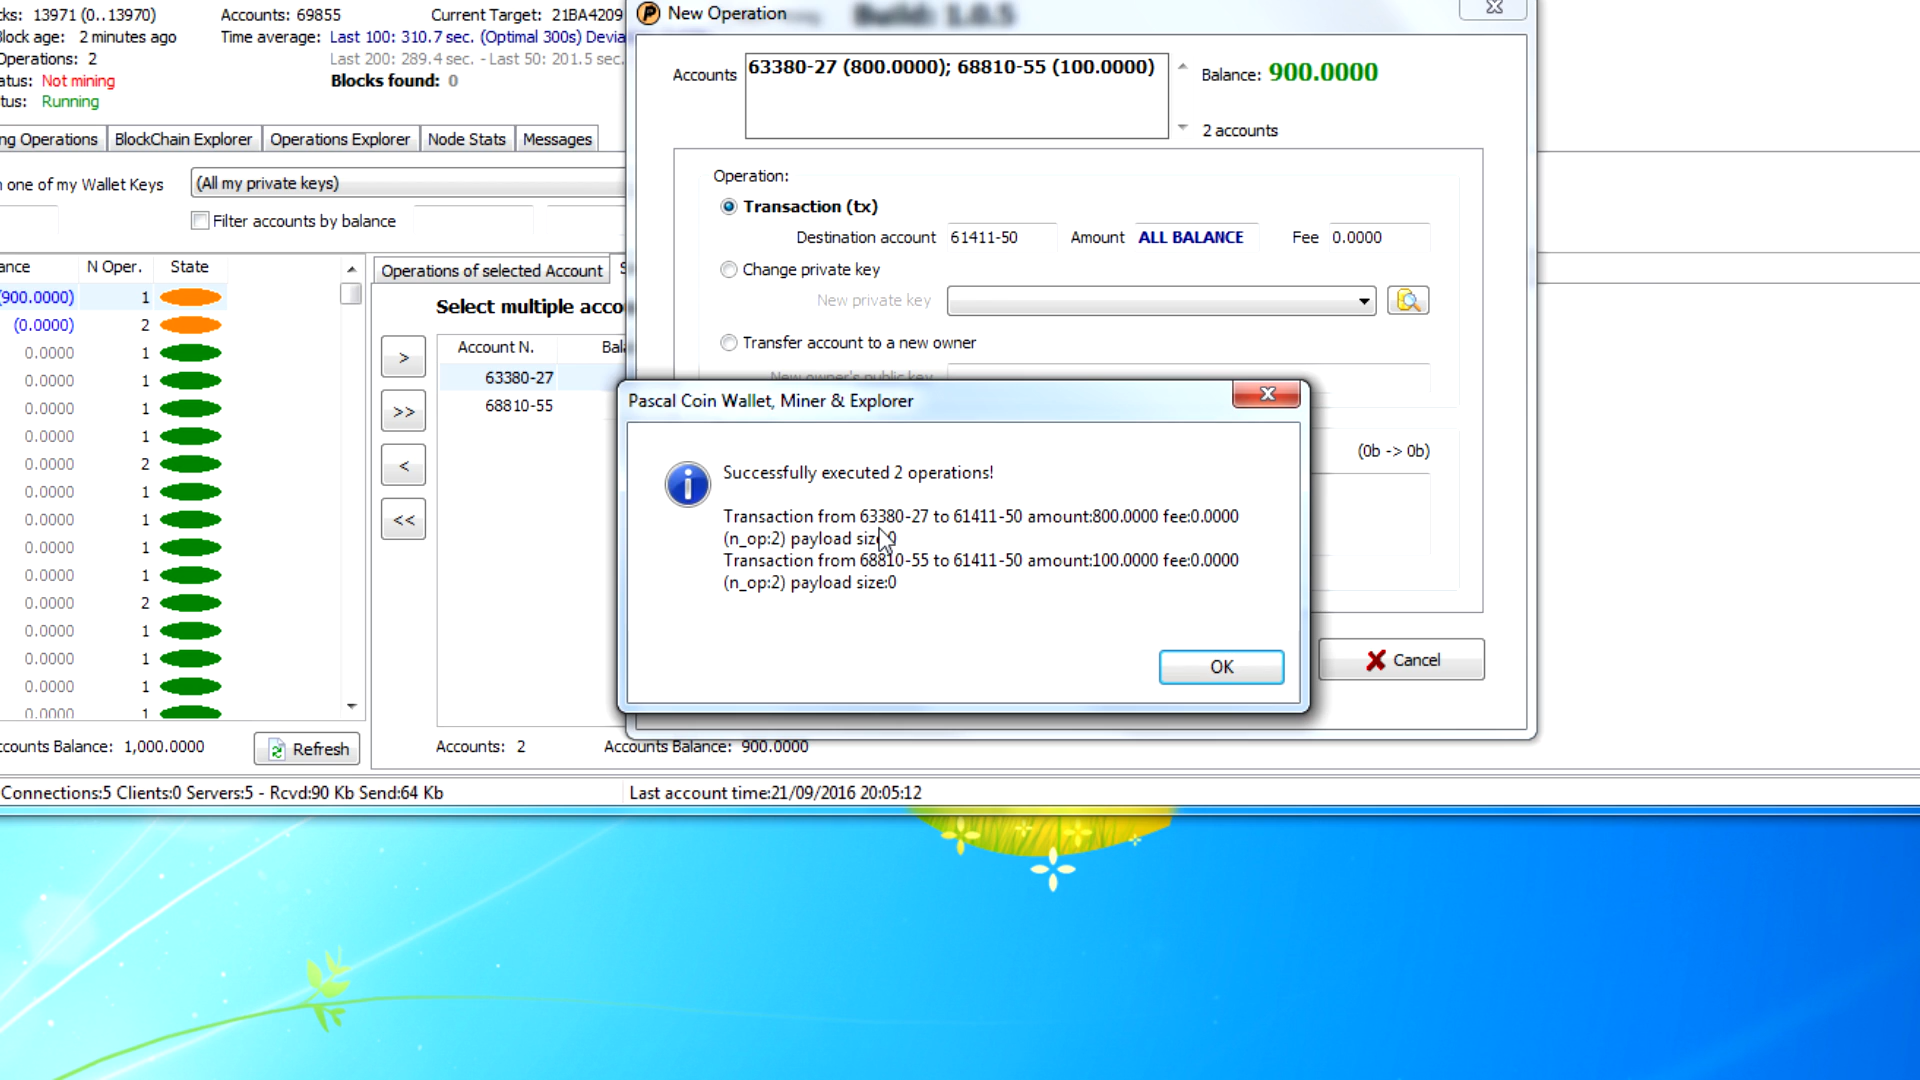 cks: 13971 (0..13970) Accounts: 69855 Current Target: 21BA4209
lock age: 2 minutes ago Time average: Last 100: 310.7 sec. (Optimal 300s) Devia
Operations: 2 Last 200: 289.4 sec. - Last 50: 201.5 sec.
atus: Not mining Blocks found: 0
tus: Running
ng Operations BlockChain Explorer Operations Explorer Node Stats Messages
one of my Wallet Keys (All my private keys)
Filter accounts by balance
ance N Oper. State
(900.0000) 1
(0.0000) 2
0.0000 1
0.0000 1
0.0000 1
0.0000 1
0.0000 2
0.0000 1
0.0000 1
0.0000 1
0.0000 1
0.0000 2
0.0000 1
0.0000 1
0.0000 1
0.0000 1
ccounts Balance: 1,000.0000 Refresh
Operations of selected Account
Select multiple acco
> >> < <<
Account N. Bala
63380-27
68810-55
Accounts: 2 Accounts Balance: 900.0000
Connections:5 Clients:0 Servers:5 - Rcvd:90 Kb Send:64 Kb Last account time:21/09/2016 20:05:12
New Operation Build: 1.0.5
Accounts 63380-27 (800.0000); 68810-55 (100.0000) Balance: 900.0000
2 accounts
Operation:
Transaction (tx)
Destination account 61411-50 Amount ALL BALANCE Fee 0.0000
Change private key
New private key
Transfer account to a new owner
New owner's public key
(0b -> 0b)
Cancel
Pascal Coin Wallet, Miner & Explorer
Successfully executed 2 operations!
Transaction from 63380-27 to 61411-50 amount:800.0000 fee:0.0000
(n_op:2) payload size:0
Transaction from 68810-55 to 61411-50 amount:100.0000 fee:0.0000
(n_op:2) payload size:0
OK